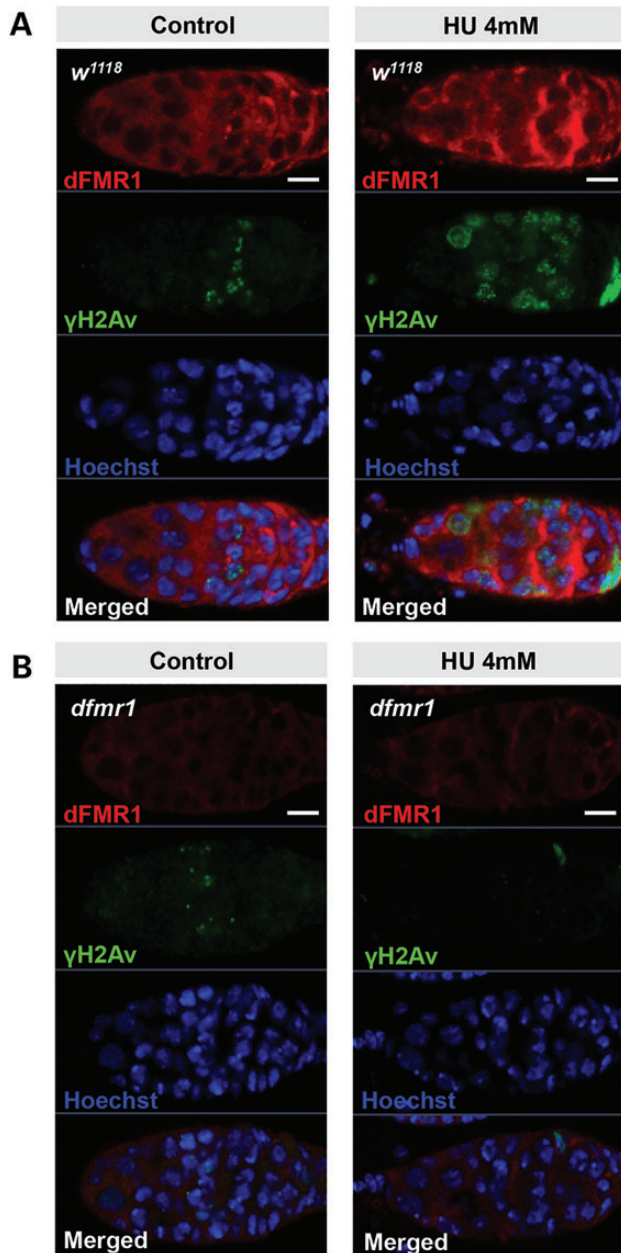 A
Control
HU 4mM
w1118
w1118
dFMR1
dFMR1
γH2Av
γH2Av
Hoechst
Hoechst
Merged
Merged
B
Control
HU 4mM
dfmr1
dfmr1
dFMR1
dFMR1
γH2Av
γH2Av
Hoechst
Hoechst
Merged
Merged